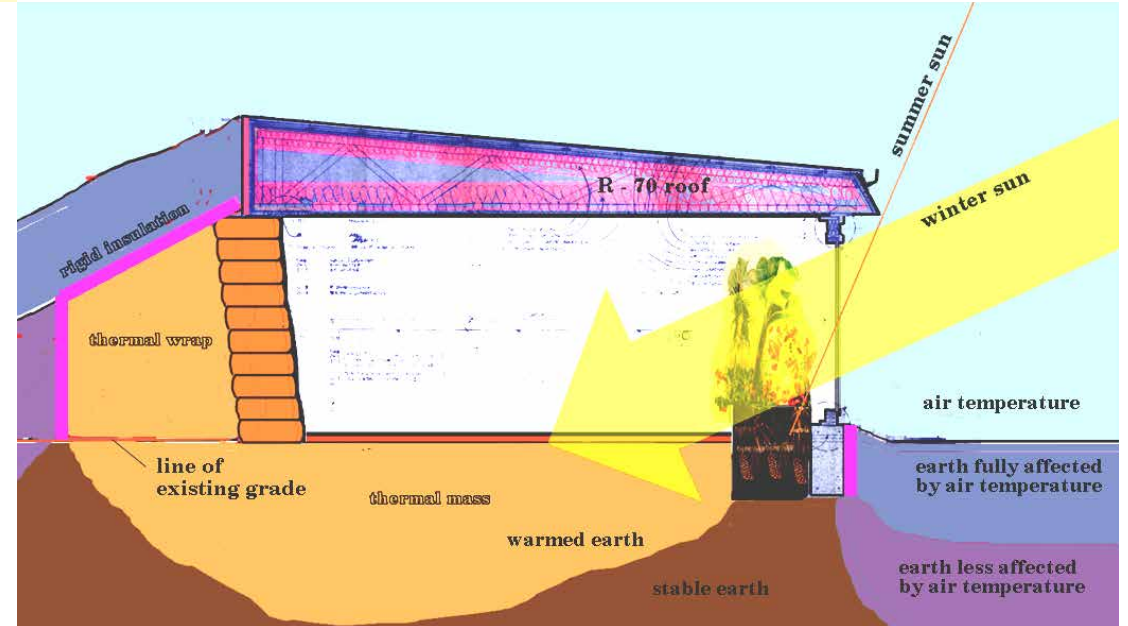 summer sun
R - 70 roof
winter sun
rigid insulation
thermal wrap
air temperature
line of
existing grade
earth fully affected
by air temperature
thermal mass
warmed earth
earth less affected
by air temperature
stable earth